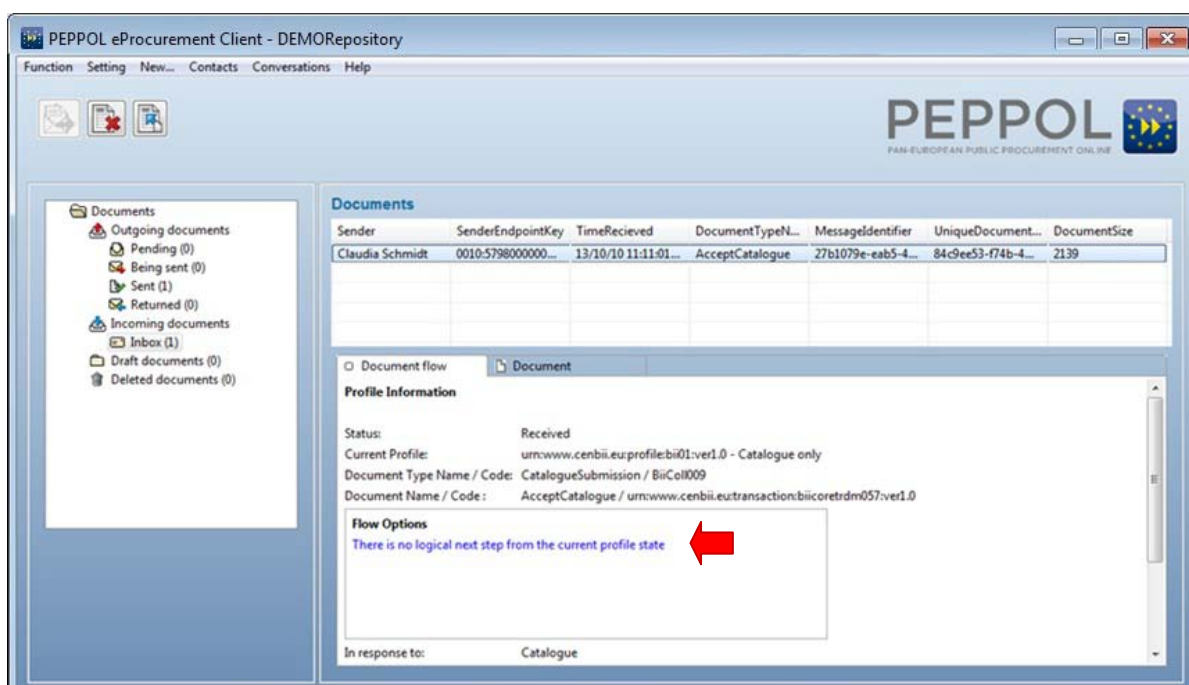 PEPPOL eProcurement Client - DEMORepository
Function Setting New... Contacts Conversations Help
PEPPOL
PAN-EUROPEAN PUBLIC PROCUREMENT ONLINE
Documents
Outgoing documents
Pending (0)
Being sent (0)
Sent (1)
Returned (0)
Incoming documents
Inbox (1)
Draft documents (0)
Deleted documents (0)
Documents
Sender SenderEndpointKey TimeRecieved DocumentTypeN... MessageIdentifier UniqueDocument... DocumentSize
Claudia Schmidt 0010:5798000000... 13/10/10 11:11:01... AcceptCatalogue 27b1079e-eab5-4... 84c9ee53-f74b-4... 2139
Document flow Document
Profile Information
Status: Received
Current Profile: urn:www.cenbii.eu:profile:bii01:ver1.0 - Catalogue only
Document Type Name / Code: CatalogueSubmission / BiiColl009
Document Name / Code : AcceptCatalogue / urn:www.cenbii.eu:transaction:biicoretrdm057:ver1.0
Flow Options
There is no logical next step from the current profile state
In response to: Catalogue